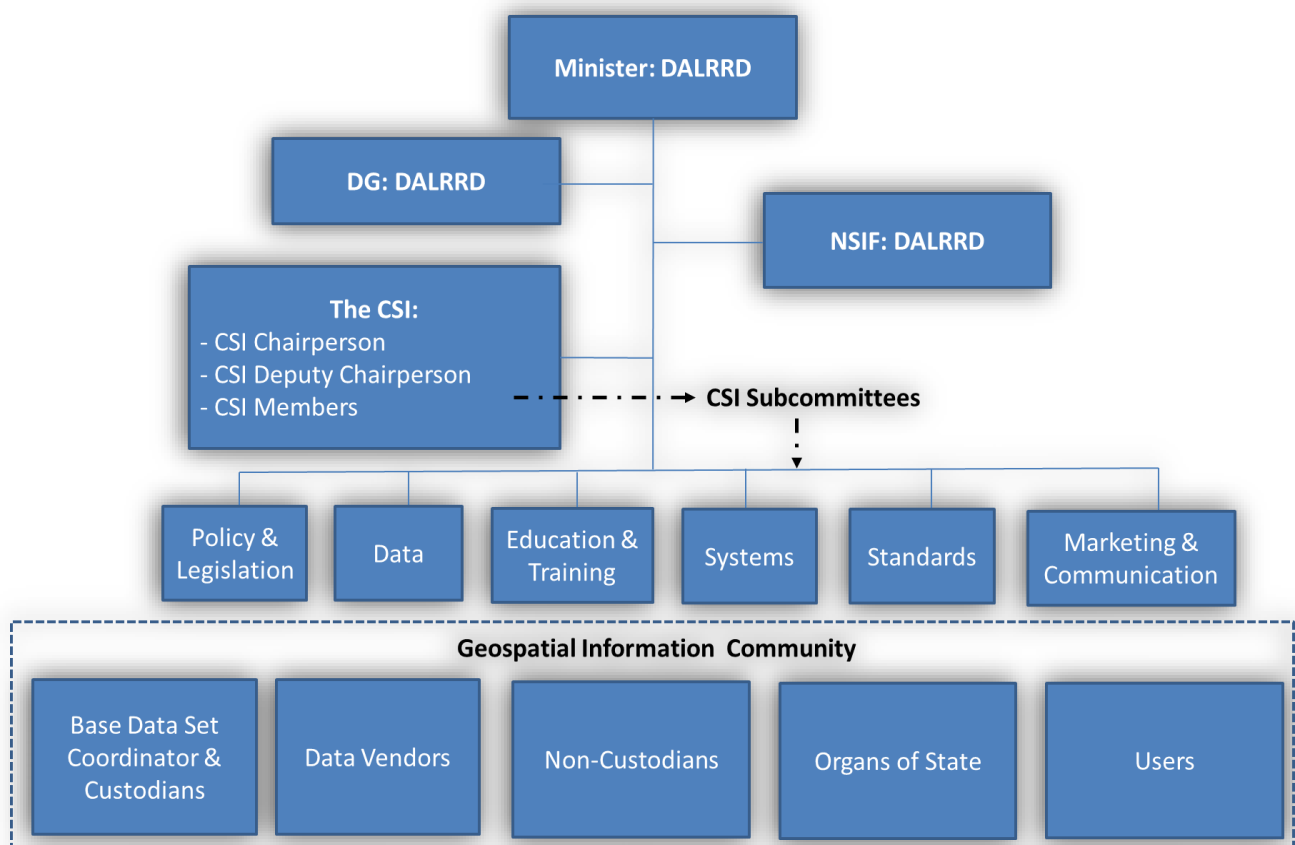 Minister: DALRRD
DG: DALRRD
NSIF: DALRRD
The CSI:
- CSI Chairperson
- CSI Deputy Chairperson
- CSI Members
CSI Subcommittees
Policy &
Legislation
Data
Education &
Training
Systems
Standards
Marketing &
Communication
Geospatial Information Community
Base Data Set
Coordinator &
Custodians
Data Vendors
Non-Custodians
Organs of State
Users